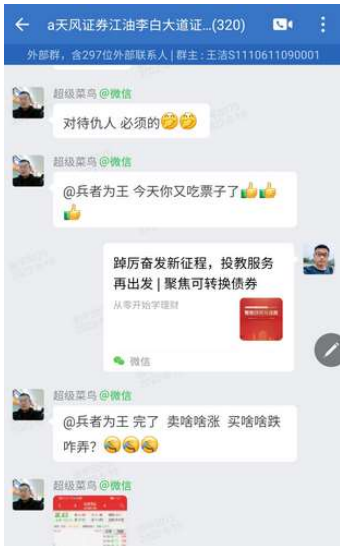 a天风证券江油李白大道证...(320)
外部群，含297位外部联系人 | 群主：王洁S1110611090001
超级菜鸟@微信
对待仇人 必须的
超级菜鸟@微信
@兵者为王 今天你又吃票子了
踔厉奋发新征程，投教服务
再出发 | 聚焦可转换债券
从零开始学理财
微信
超级菜鸟@微信
@兵者为王 完了 卖啥啥涨 买啥啥跌
咋弄？
超级菜鸟@微信